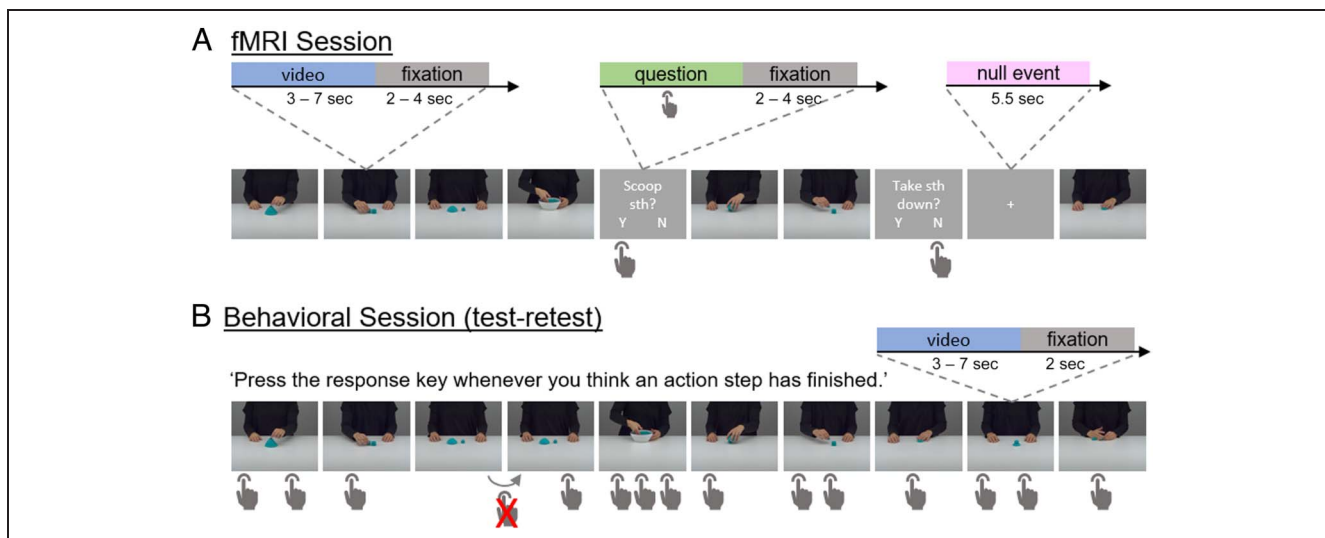 A fMRI Session
video fixation question fixation null event
3 – 7 sec 2 – 4 sec 2 – 4 sec 5.5 sec
Scoop
sth?
Y N
Take sth
down?
Y N
+
B Behavioral Session (test-retest)
video fixation
3 – 7 sec 2 sec
‘Press the response key whenever you think an action step has finished.’
X